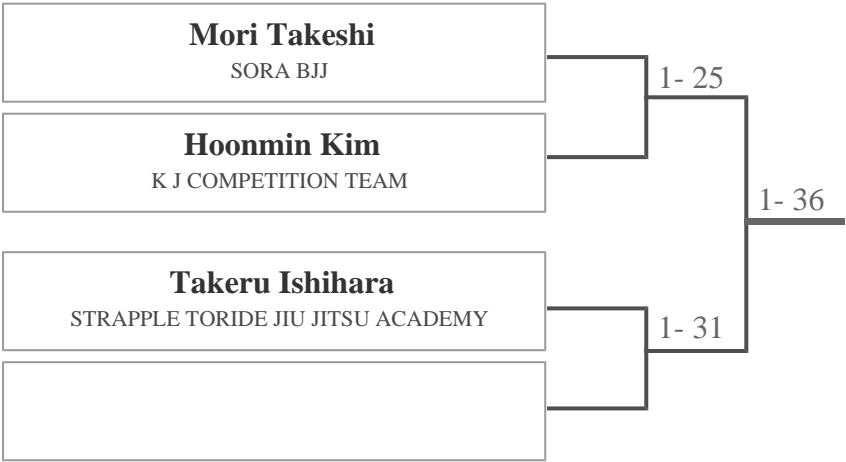 Mori Takeshi
SORA BJJ
1- 25
Hoonmin Kim
K J COMPETITION TEAM
1- 36
Takeru Ishihara
STRAPPLE TORIDE JIU JITSU ACADEMY
1- 31